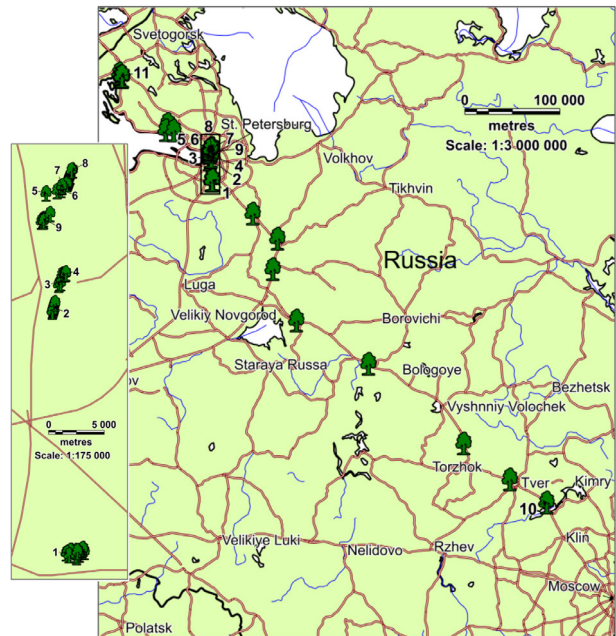 Svetogorsk
11
100 000
0
metres
Scale: 1:3 000 000
8 St. Petersburg
5 6 7
9
3 4
2
1
Volkhov
Tikhvin
Russia
Luga
Velikiy Novgorod
Borovichi
Staraya Russa
Bologoye
Bezhetsk
Vyshnniy Volochek
Torzhok
Tver
Kimry
10
Klin
Velikiye Luki
Nelidovo
Rzhev
Moscow
Polatsk
7 8
5 6
9
4
3
2
ov
0 5 000
metres
Scale: 1:175 000
1